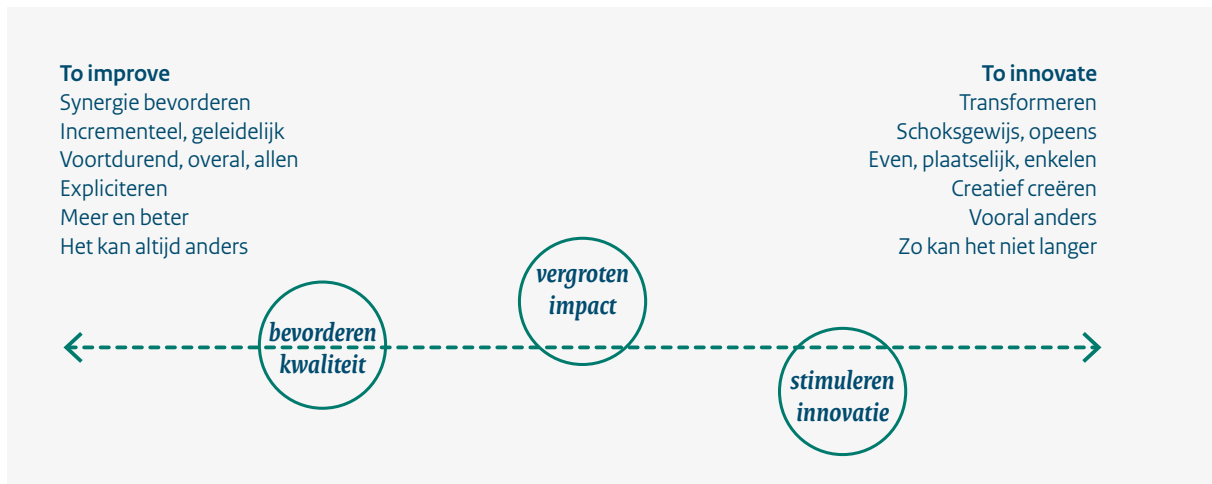 To improve
Synergie bevorderen
Incrementeel, geleidelijk
Voortdurend, overal, allen
Expliciteren
Meer en beter
Het kan altijd anders
To innovate
Transformeren
Schoksgewijs, opeens
Even, plaatselijk, enkelen
Creatief creëren
Vooral anders
Zo kan het niet langer
bevorderen
kwaliteit
vergroten
impact
stimuleren
innovatie